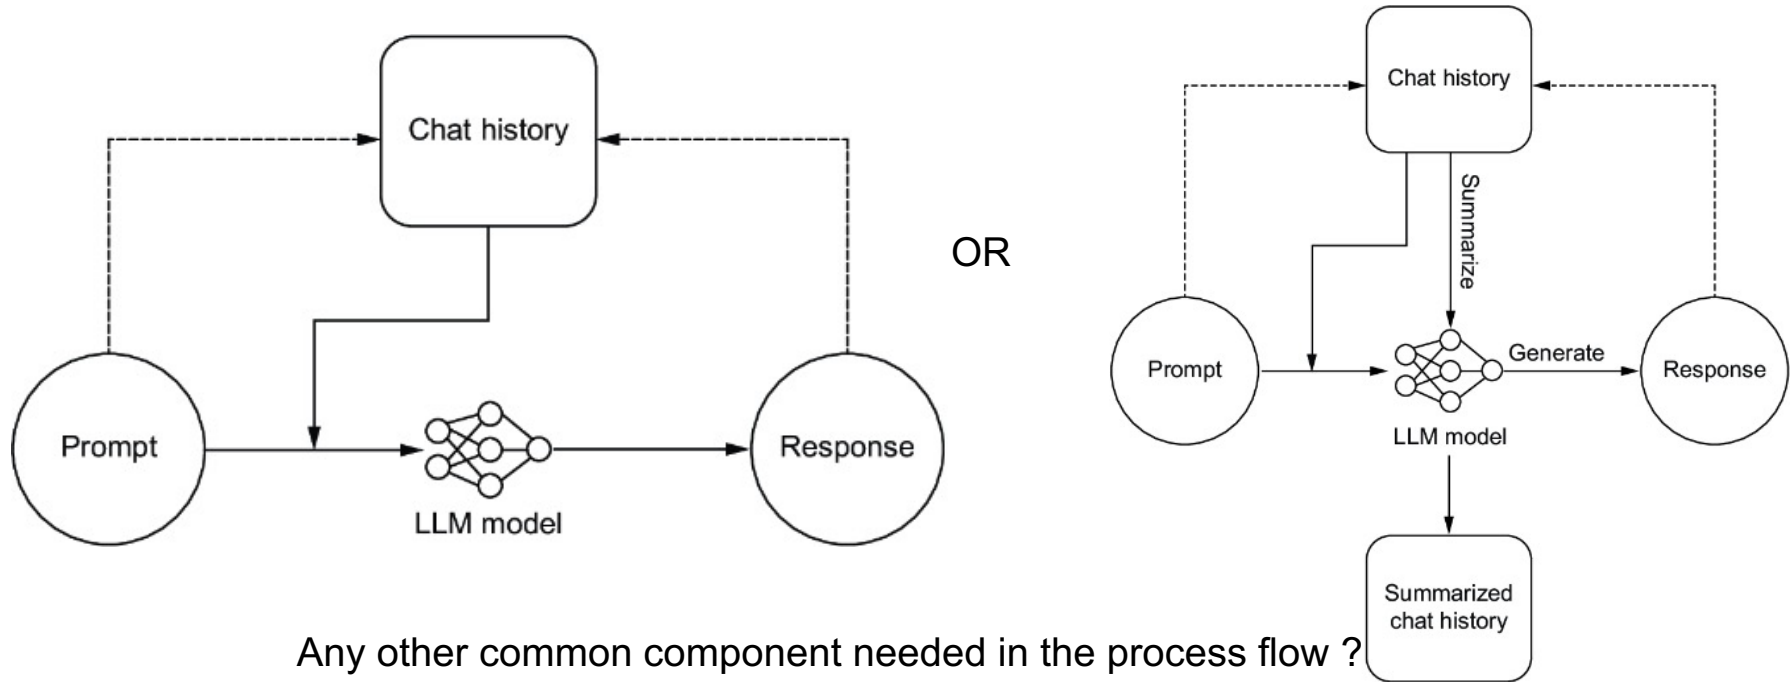 Chat history
Prompt
LLM model
Response
OR
Chat history
Summarize
Prompt
Generate
Response
LLM model
Summarized
chat history
Any other common component needed in the process flow ?